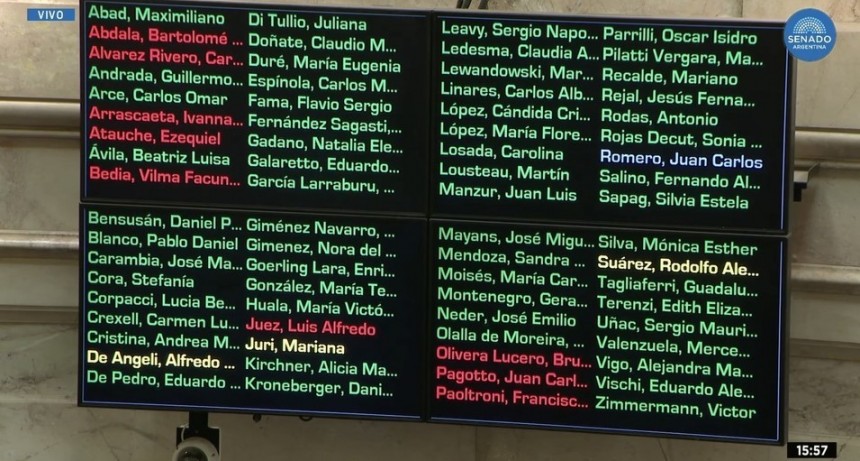 VIVO
SENADO
ARGENTINA
Abad, Maximiliano
Abdala, Bartolomé ...
Alvarez Rivero, Car...
Andrada, Guillermo...
Arce, Carlos Omar
Arrascaeta, Ivanna...
Atauche, Ezequiel
Ávila, Beatriz Luisa
Bedia, Vilma Facun...
Di Tullio, Juliana
Doñate, Claudio M...
Duré, María Eugenia
Espínola, Carlos M...
Fama, Flavio Sergio
Fernández Sagasti,...
Gadano, Natalia Ele...
Galaretto, Eduardo...
García Larraburu, ...
Leavy, Sergio Napo...
Ledesma, Claudia A...
Lewandowski, Mar...
Linares, Carlos Alb...
López, Cándida Cri...
López, María Flore...
Losada, Carolina
Lousteau, Martín
Manzur, Juan Luis
Parrilli, Oscar Isidro
Pilatti Vergara, Ma...
Recalde, Mariano
Rejal, Jesús Ferna...
Rodas, Antonio
Rojas Decut, Sonia ...
Romero, Juan Carlos
Salino, Fernando Al...
Sapag, Silvia Estela
Bensusán, Daniel P...
Blanco, Pablo Daniel
Carambia, José Ma...
Cora, Stefanía
Corpacci, Lucia Be...
Crexell, Carmen Lu...
Cristina, Andrea M...
De Angeli, Alfredo ...
De Pedro, Eduardo ...
Giménez Navarro, ...
Gimenez, Nora del ...
Goerling Lara, Enri...
González, María Te...
Huala, María Victó...
Juez, Luis Alfredo
Juri, Mariana
Kirchner, Alicia Ma...
Kroneberger, Dani...
Mayans, José Migu...
Mendoza, Sandra ...
Moisés, María Car...
Montenegro, Gera...
Neder, José Emilio
Olalla de Moreira, ...
Olivera Lucero, Bru...
Pagotto, Juan Carl...
Paoltroni, Francisc...
Silva, Mónica Esther
Suárez, Rodolfo Ale...
Tagliaferri, Guadalu...
Terenzi, Edith Eliza...
Uñac, Sergio Mauri...
Valenzuela, Merce...
Vigo, Alejandra Ma...
Vischi, Eduardo Ale...
Zimmermann, Victor
15:57